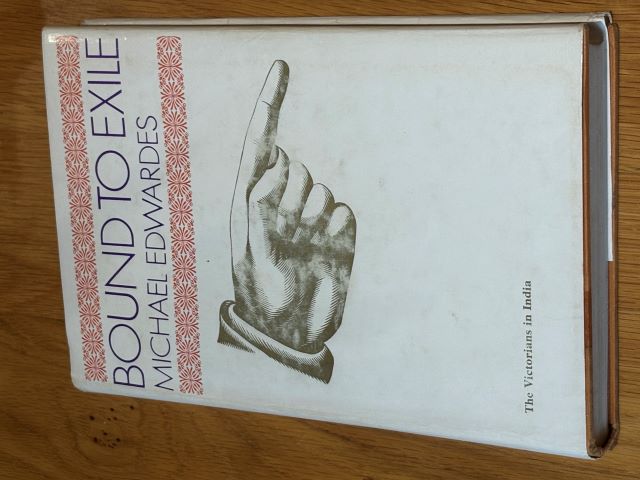 BOUND TO EXILE
MICHAEL EDWARDES
The Victorians in India